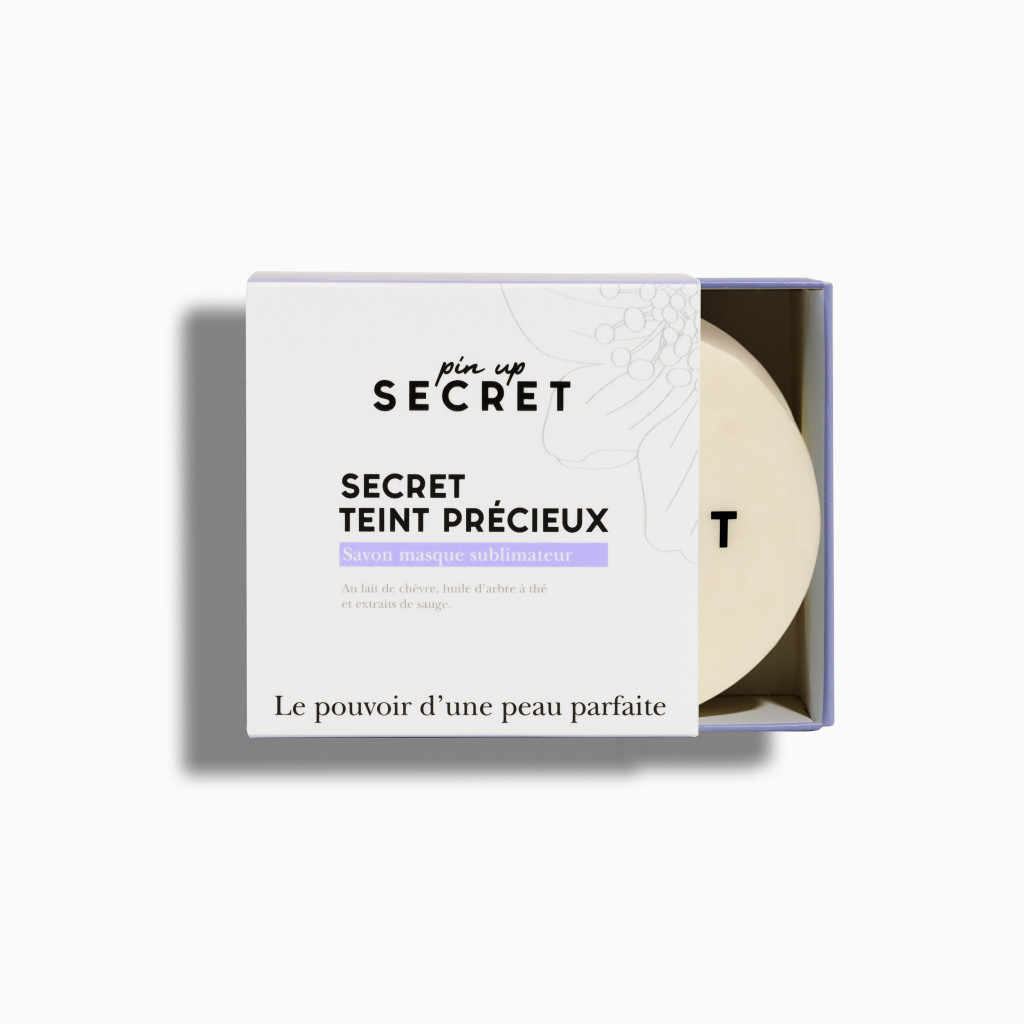 pin up
SECRET
SECRET
TEINT PRÉCIEUX
Savon masque sublimateur
Au lait de chèvre, huile d'arbre à thé
et extraits de sauge.
Le pouvoir d'une peau parfaite
T